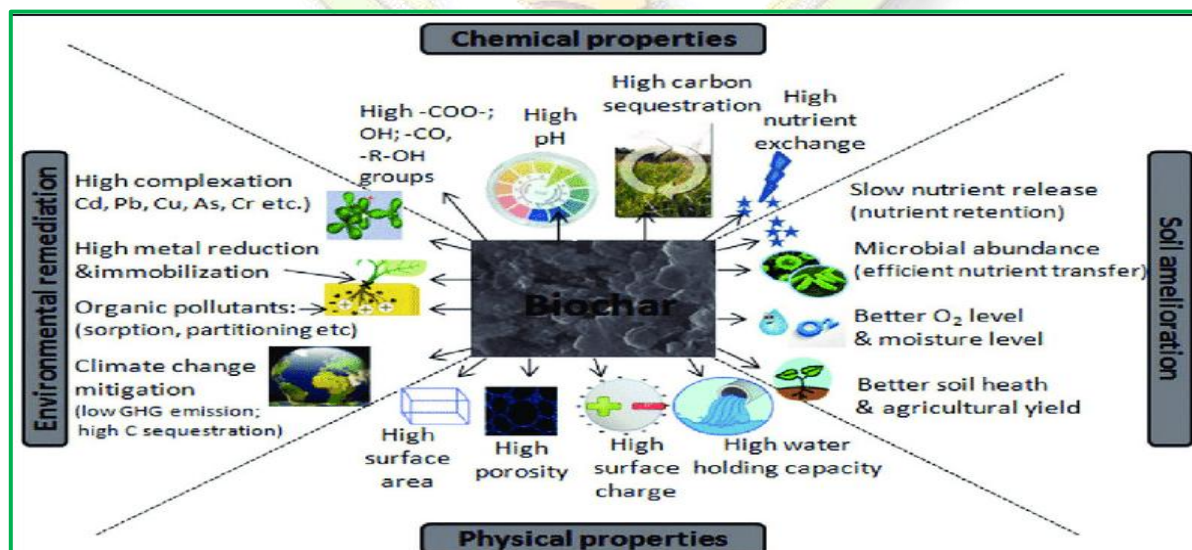 Chemical properties
High -COO-;
OH; -CO,
-R-OH
groups
High
pH
High carbon
sequestration
High
nutrient
exchange
Environmental remediation
High complexation
Cd, Pb, Cu, As, Cr etc.)
High metal reduction
&immobilization
Organic pollutants:
(sorption, partitioning etc)
Climate change
mitigation
(low GHG emission;
high C sequestration)
Biochar
Slow nutrient release
(nutrient retention)
Microbial abundance
(efficient nutrient transfer)
Better O₂ level
& moisture level
Better soil heath
& agricultural yield
Soil amelioration
High
surface
area
High
porosity
High
surface
charge
High water
holding capacity
Physical properties